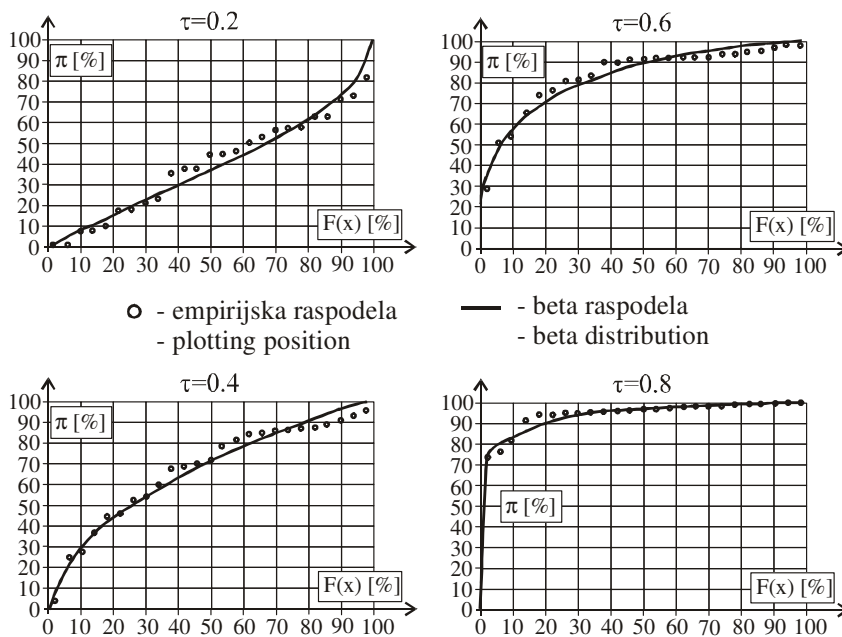 τ=0.2
100
90
80
70
60
50
40
30
20
10
0
π [%]
F(x) [%]
0 10 20 30 40 50 60 70 80 90 100
τ=0.6
100
90
80
70
60
50
40
30
20
10
0
π [%]
F(x) [%]
0 10 20 30 40 50 60 70 80 90 100
- empirijska raspodela
- plotting position
- beta raspodela
- beta distribution
τ=0.4
100
90
80
70
60
50
40
30
20
10
0
π [%]
F(x) [%]
0 10 20 30 40 50 60 70 80 90 100
τ=0.8
100
90
80
70
60
50
40
30
20
10
0
π [%]
F(x) [%]
0 10 20 30 40 50 60 70 80 90 100